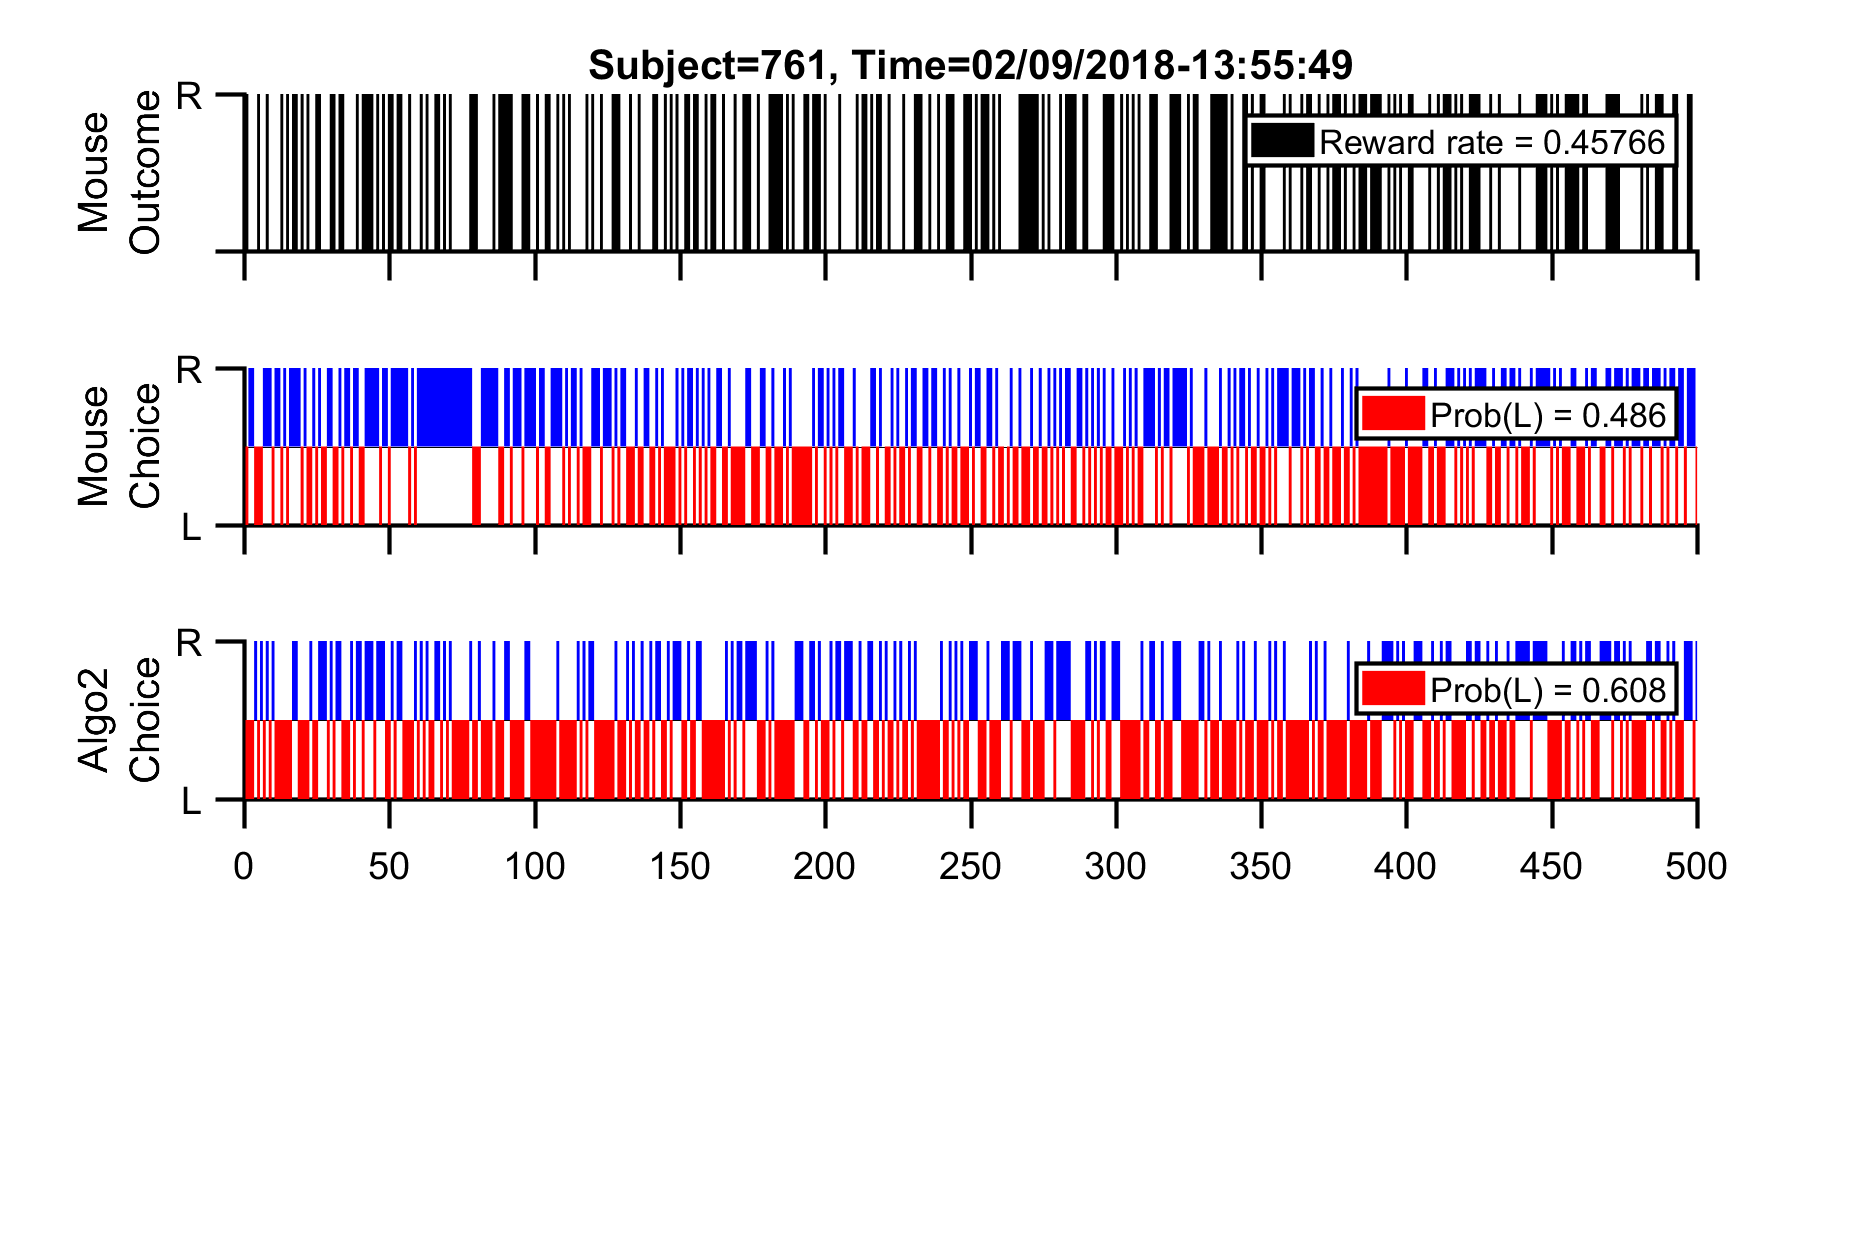 Subject=761, Time=02/09/2018-13:55:49
Mouse
Outcome
R
Reward rate = 0.45766
Mouse
Choice
R
L
Prob(L) = 0.486
Algo2
Choice
R
L
Prob(L) = 0.608
0 50 100 150 200 250 300 350 400 450 500